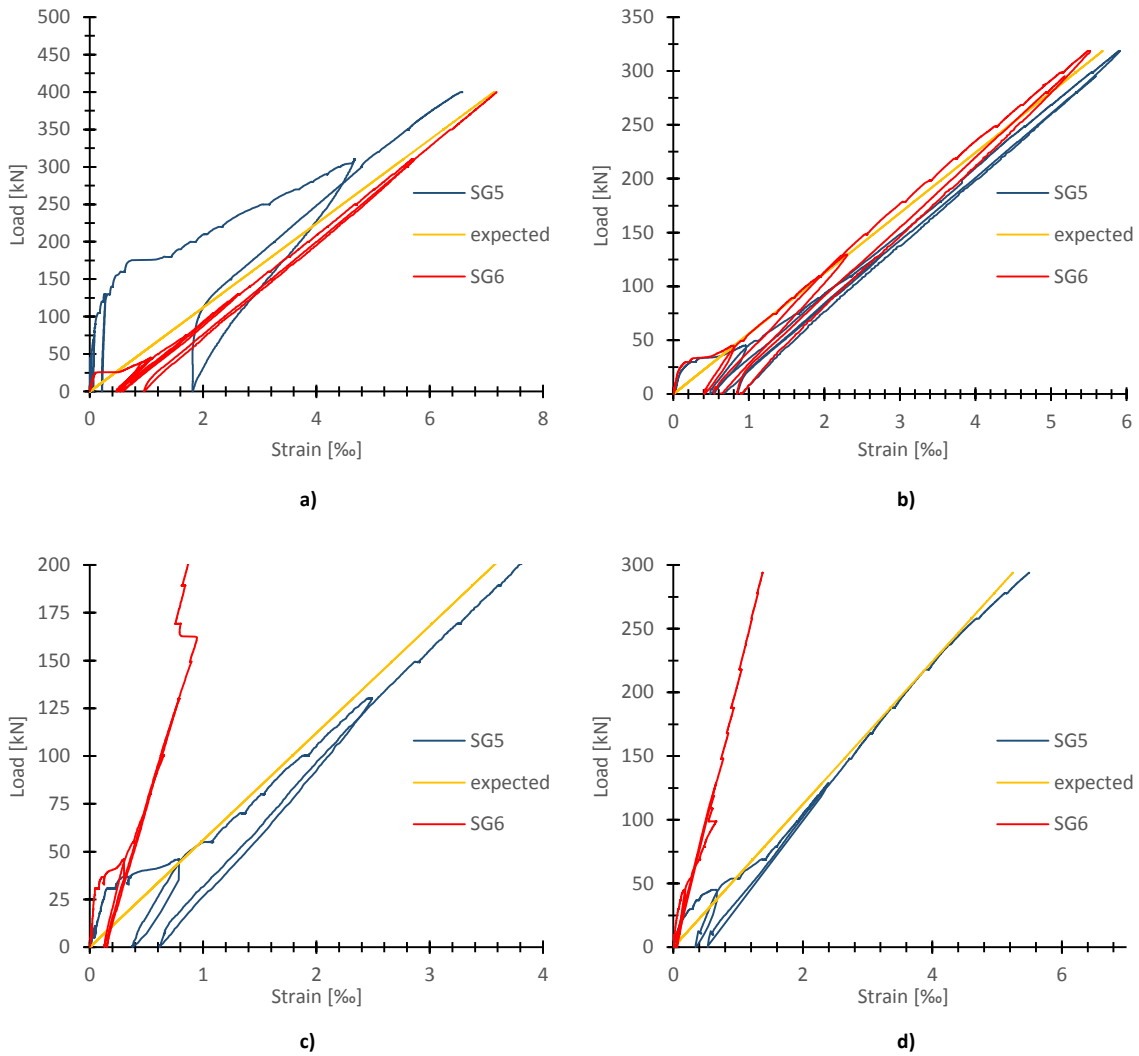 500
450
400
350
300
250
200
150
100
50
0
Load [kN]
0 2 4 6 8
Strain [‰]
SG5
expected
SG6
a)
350
300
250
200
150
100
50
0
Load [kN]
0 1 2 3 4 5 6
Strain [‰]
SG5
expected
SG6
b)
200
175
150
125
100
75
50
25
0
Load [kN]
0 1 2 3 4
Strain [‰]
SG5
expected
SG6
c)
300
250
200
150
100
50
0
Load [kN]
0 2 4 6
Strain [‰]
SG5
expected
SG6
d)